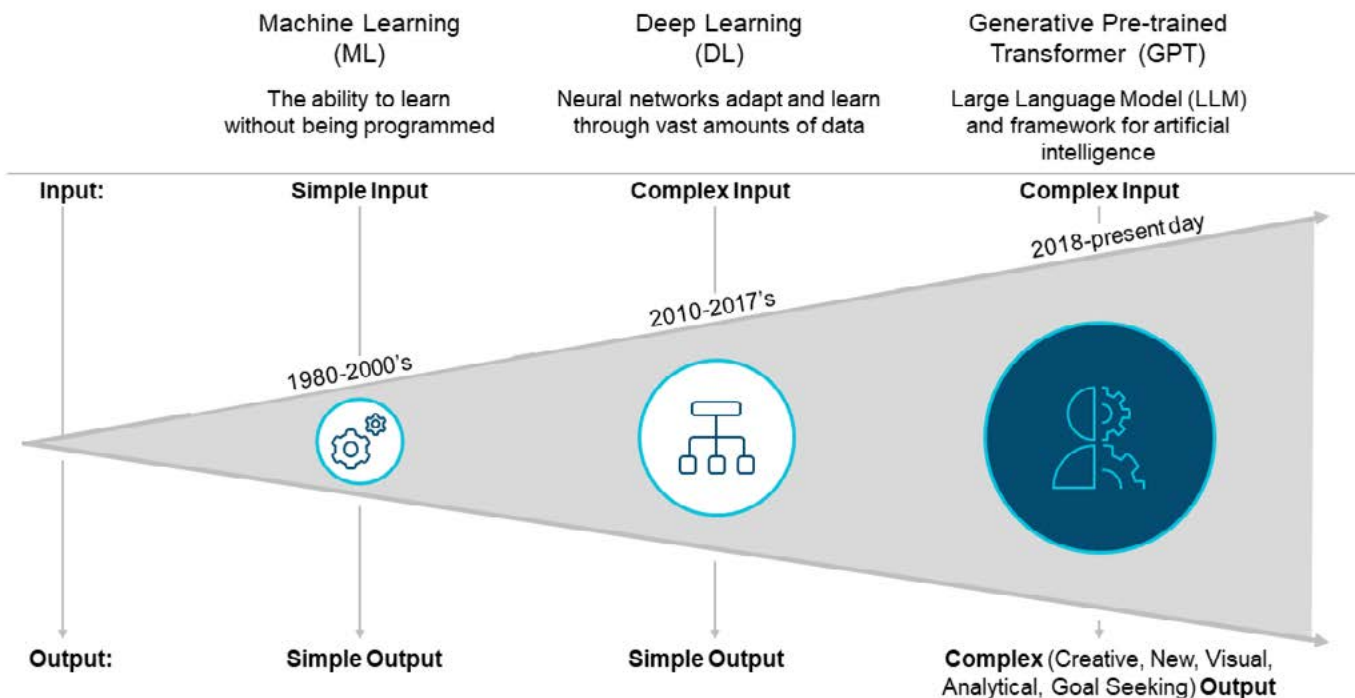 Machine Learning
(ML)
The ability to learn
without being programmed
Deep Learning
(DL)
Neural networks adapt and learn
through vast amounts of data
Generative Pre-trained
Transformer (GPT)
Large Language Model (LLM)
and framework for artificial
intelligence
Input:
Simple Input
Complex Input
Complex Input
1980-2000's
2010-2017's
2018-present day
Output:
Simple Output
Simple Output
Complex (Creative, New, Visual,
Analytical, Goal Seeking) Output